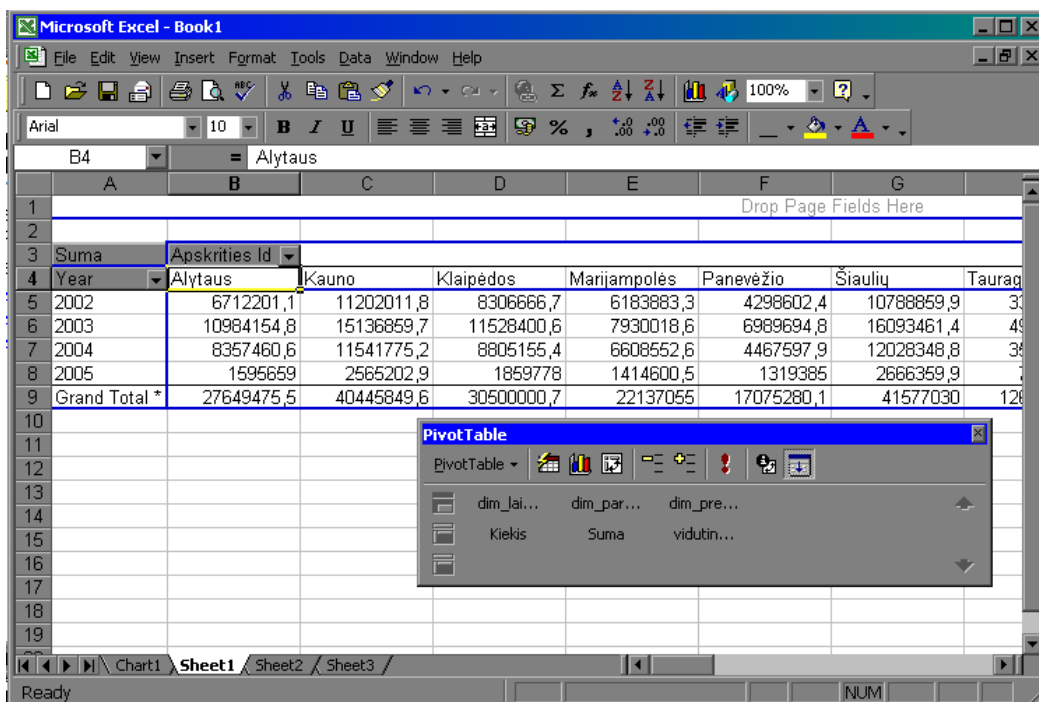 Microsoft Excel - Book1
File Edit View Insert Format Tools Data Window Help
100%
Arial 10 B I U % ,
B4 = Alytaus
A B C D E F G
1 Drop Page Fields Here
2
3 Suma Apskrities Id
4 Year Alytaus Kauno Klaipėdos Marijampolės Panevėžio Šiaulių Taurag
5 2002 6712201,1 11202011,8 8306666,7 6183883,3 4298602,4 10788859,9
6 2003 10984154,8 15136859,7 11528400,6 7930018,6 6989694,8 16093461,4
7 2004 8357460,6 11541775,2 8805155,4 6608552,6 4467597,9 12028348,8
8 2005 1595659 2565202,9 1859778 1414600,5 1319385 2666359,9
9 Grand Total * 27649475,5 40445849,6 30500000,7 22137055 17075280,1 41577030
10
11
12
13
14
15
16
17
18
19
PivotTable
PivotTable
dim_lai... dim_par... dim_pre...
Kiekis Suma vidutin...
Chart1 Sheet1 Sheet2 Sheet3
Ready NUM